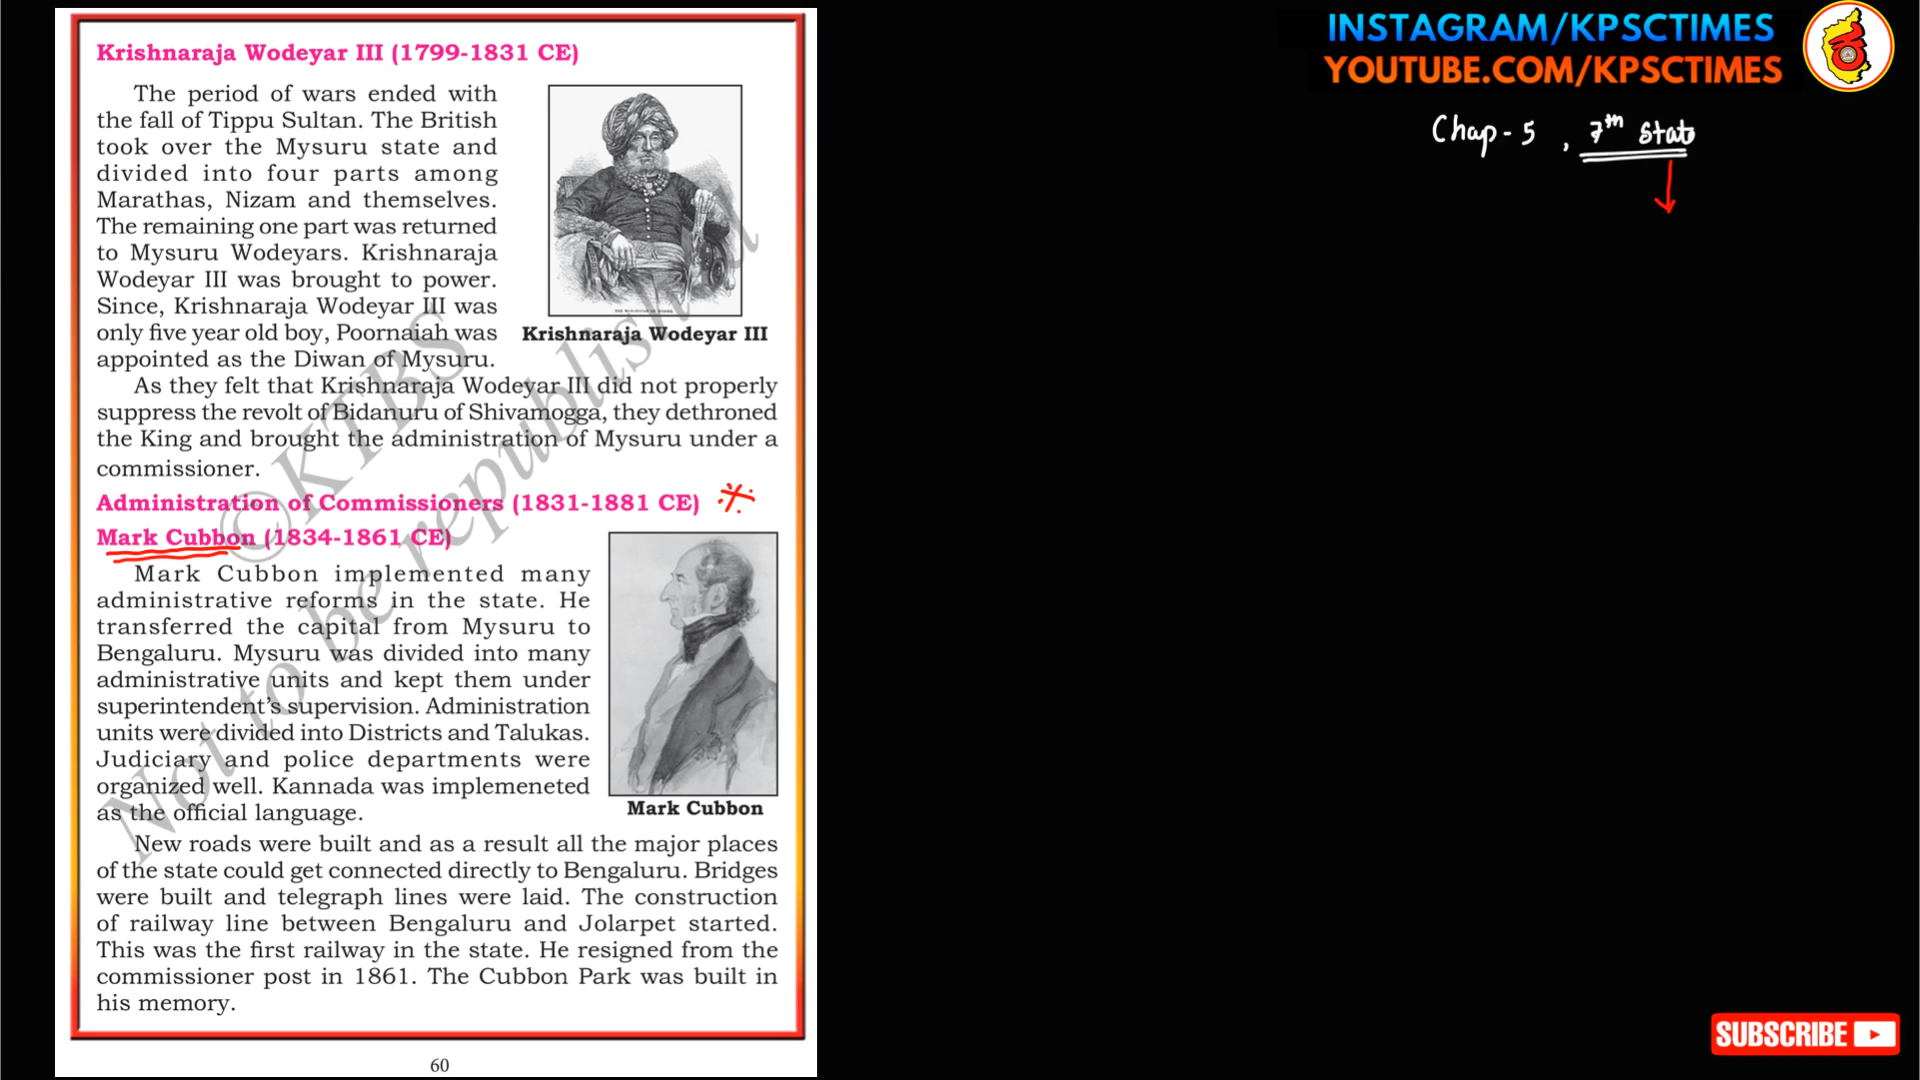 Krishnaraja Wodeyar III (1799-1831 CE)
The period of wars ended with
the fall of Tippu Sultan. The British
took over the Mysuru state and
divided into four parts among
Marathas, Nizam and themselves.
The remaining one part was returned
to Mysuru Wodeyars. Krishnaraja
Wodeyar III was brought to power.
Since, Krishnaraja Wodeyar III was
only five year old boy, Poornaiah was
appointed as the Diwan of Mysuru.
Krishnaraja Wodeyar III
As they felt that Krishnaraja Wodeyar III did not properly
suppress the revolt of Bidanuru of Shivamogga, they dethroned
the King and brought the administration of Mysuru under a
commissioner.
Administration of Commissioners (1831-1881 CE)
Mark Cubbon (1834-1861 CE)
Mark Cubbon implemented many
administrative reforms in the state. He
transferred the capital from Mysuru to
Bengaluru. Mysuru was divided into many
administrative units and kept them under
superintendent's supervision. Administration
units were divided into Districts and Talukas.
Judiciary and police departments were
organized well. Kannada was implemeneted
as the official language.
Mark Cubbon
New roads were built and as a result all the major places
of the state could get connected directly to Bengaluru. Bridges
were built and telegraph lines were laid. The construction
of railway line between Bengaluru and Jolarpet started.
This was the first railway in the state. He resigned from the
commissioner post in 1861. The Cubbon Park was built in
his memory.
60
©KTBS
Not to be republished
INSTAGRAM/KPSCTIMES
YOUTUBE.COM/KPSCTIMES
Chap-5 , 7th State
SUBSCRIBE